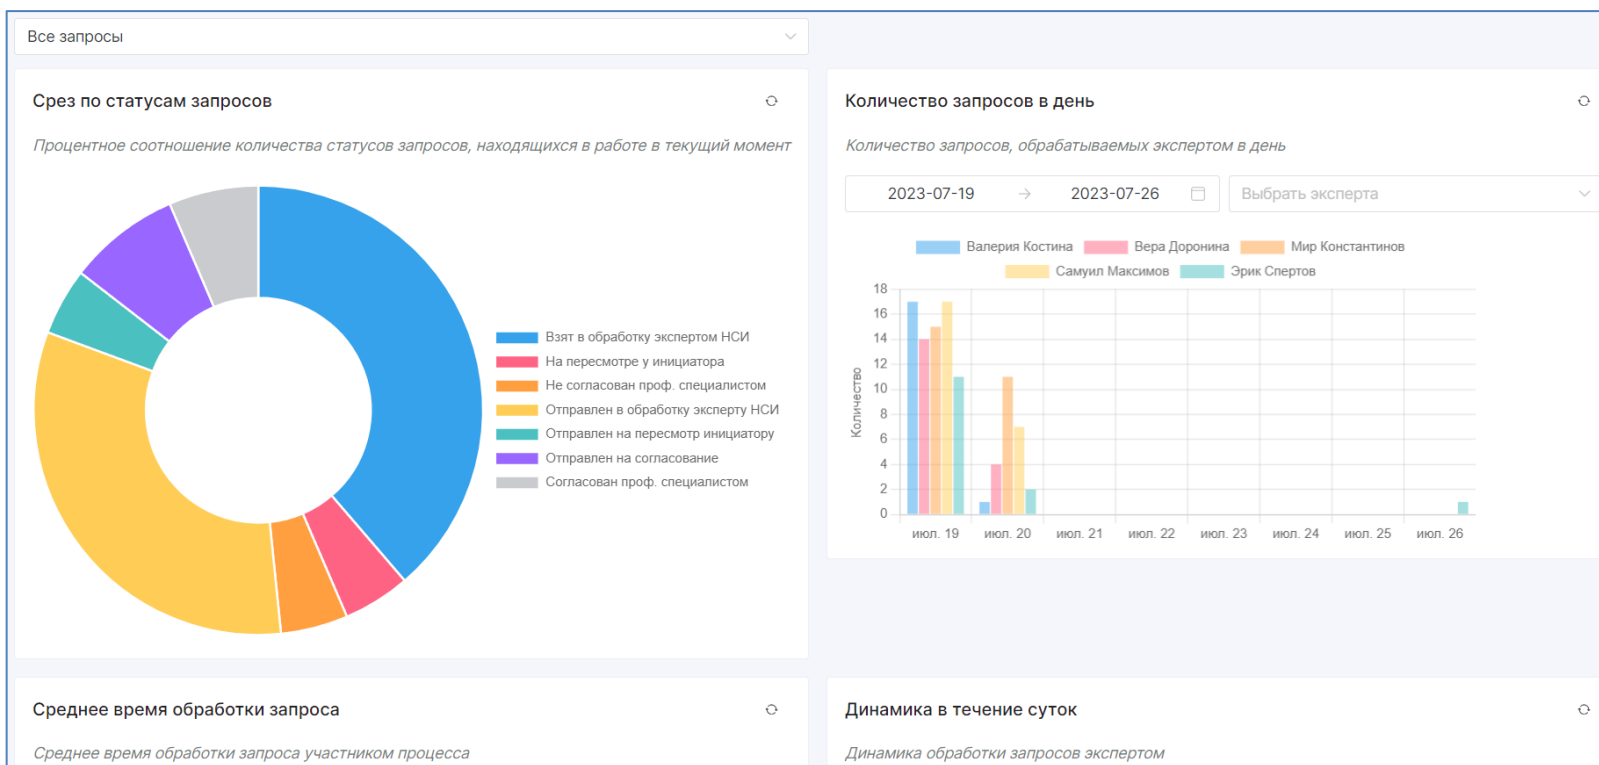 Все запросы
Срез по статусам запросов
Процентное соотношение количества статусов запросов, находящихся в работе в текущий момент
Взят в обработку экспертом НСИ
На пересмотре у инициатора
Не согласован проф. специалистом
Отправлен в обработку эксперту НСИ
Отправлен на пересмотр инициатору
Отправлен на согласование
Согласован проф. специалистом
Количество запросов в день
Количество запросов, обрабатываемых экспертом в день
2023-07-19 → 2023-07-26 Выбрать эксперта
Валерия Костина Вера Доронина Мир Константинов
Самуил Максимов Эрик Спертов
Количество
18
16
14
12
10
8
6
4
2
0
июл. 19 июл. 20 июл. 21 июл. 22 июл. 23 июл. 24 июл. 25 июл. 26
Среднее время обработки запроса
Среднее время обработки запроса участником процесса
Динамика в течение суток
Динамика обработки запросов экспертом